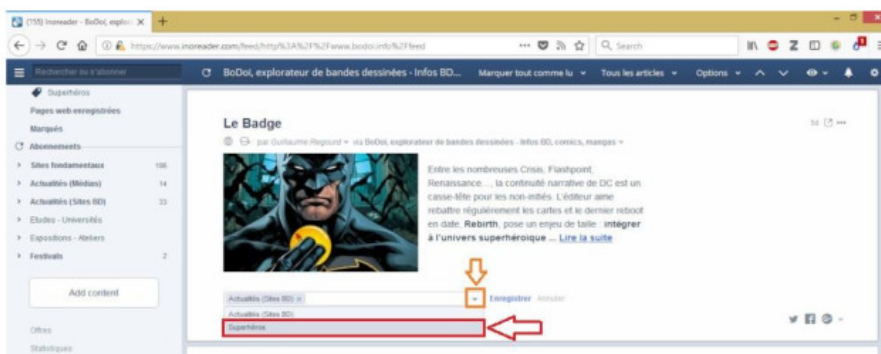 (155) Inoreader - BeDoi, explor
https://www.inoreader.com/feed/http%3A%2F%2Fwww.bodoi.info%2Ffeed
Search
Rechercher ou s'abonner
BoDoï, explorateur de bandes dessinées - Infos BD...
Marquer tout comme lu
Tous les articles
Options
Superhéros
Pages web enregistrées
Marqués
Abonnements
Sites fondamentaux
Actualités (Médias) 14
Actualités (Sites BD) 33
Etudes - Universités
Expositions - Ateliers
Festivals 2
Add content
Offres
Statistiques
Le Badge
3d
par Guillaume Regourd via BoDoï, explorateur de bandes dessinées - Infos BD, comics, mangas
Entre les nombreuses Crisis, Flashpoint,
Renaissance..., la continuité narrative de DC est un
casse-tête pour les non-initiés. L'éditeur aime
rebattre régulièrement les cartes et le dernier reboot
en date, Rebirth, pose un enjeu de taille : intégrer
à l'univers superhéroïque ... Lire la suite
Actualités (Sites BD) x
Enregistrer Annuler
Actualités (Sites BD)
Superhéros